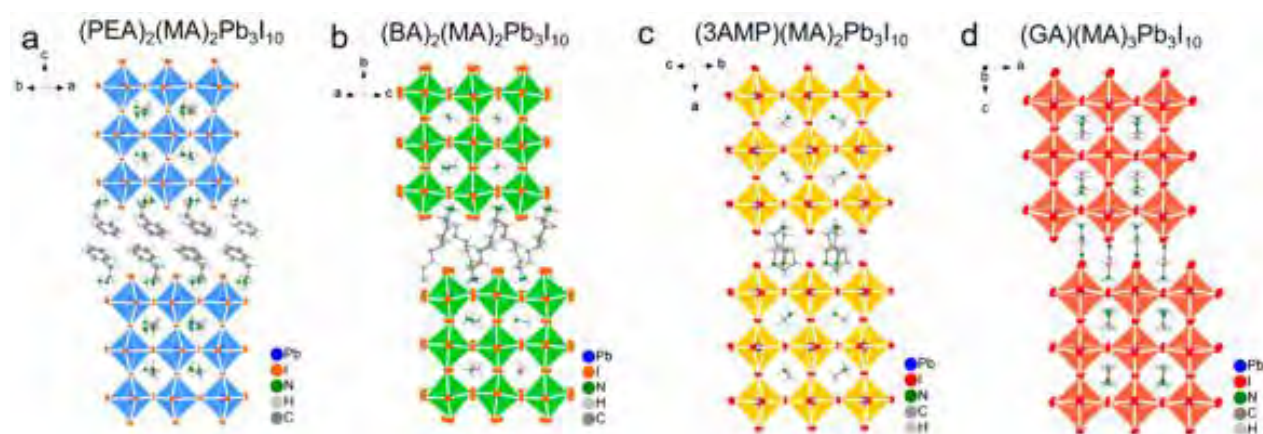 a
(PEA)₂(MA)₂Pb₃I₁₀
c
b
a
Pb
I
N
H
C
b
(BA)₂(MA)₂Pb₃I₁₀
b
a
c
Pb
I
N
H
C
c
(3AMP)(MA)₂Pb₃I₁₀
c
b
a
Pb
I
N
C
H
d
(GA)(MA)₃Pb₃I₁₀
a
b
c
Pb
I
N
C
H